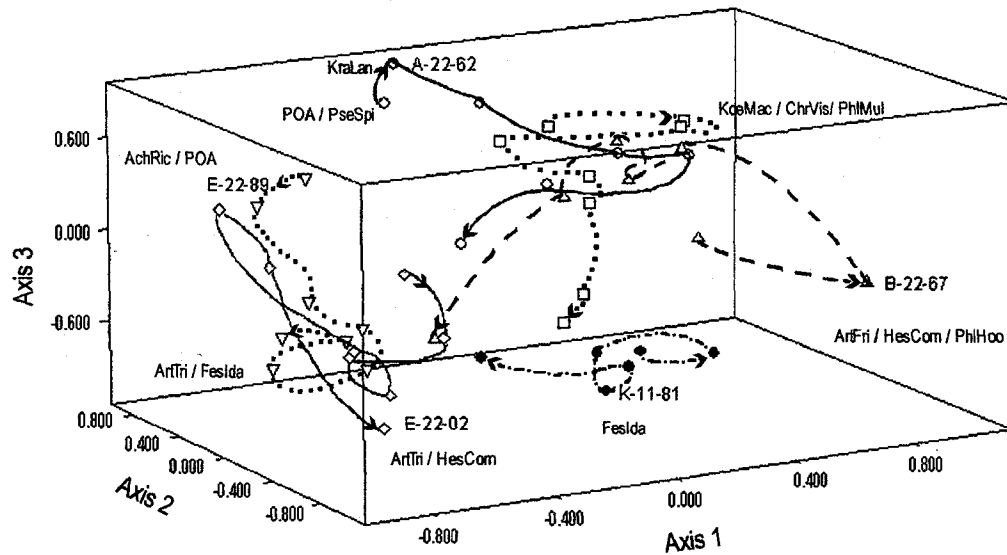 KraLan
A-22-62
POA / PseSpi
KoeMac / ChrVis/ PhlMul
AchRic / POA
E-22-89
0.600
0.000
-0.600
Axis 3
B-22-67
ArtFri / HesCom / PhlHoo
ArtTri / FesIda
K-11-81
FesIda
E-22-02
ArtTri / HesCom
0.800
0.400
0.000
-0.400
-0.800
Axis 2
-0.800
-0.400
0.000
0.400
0.800
Axis 1